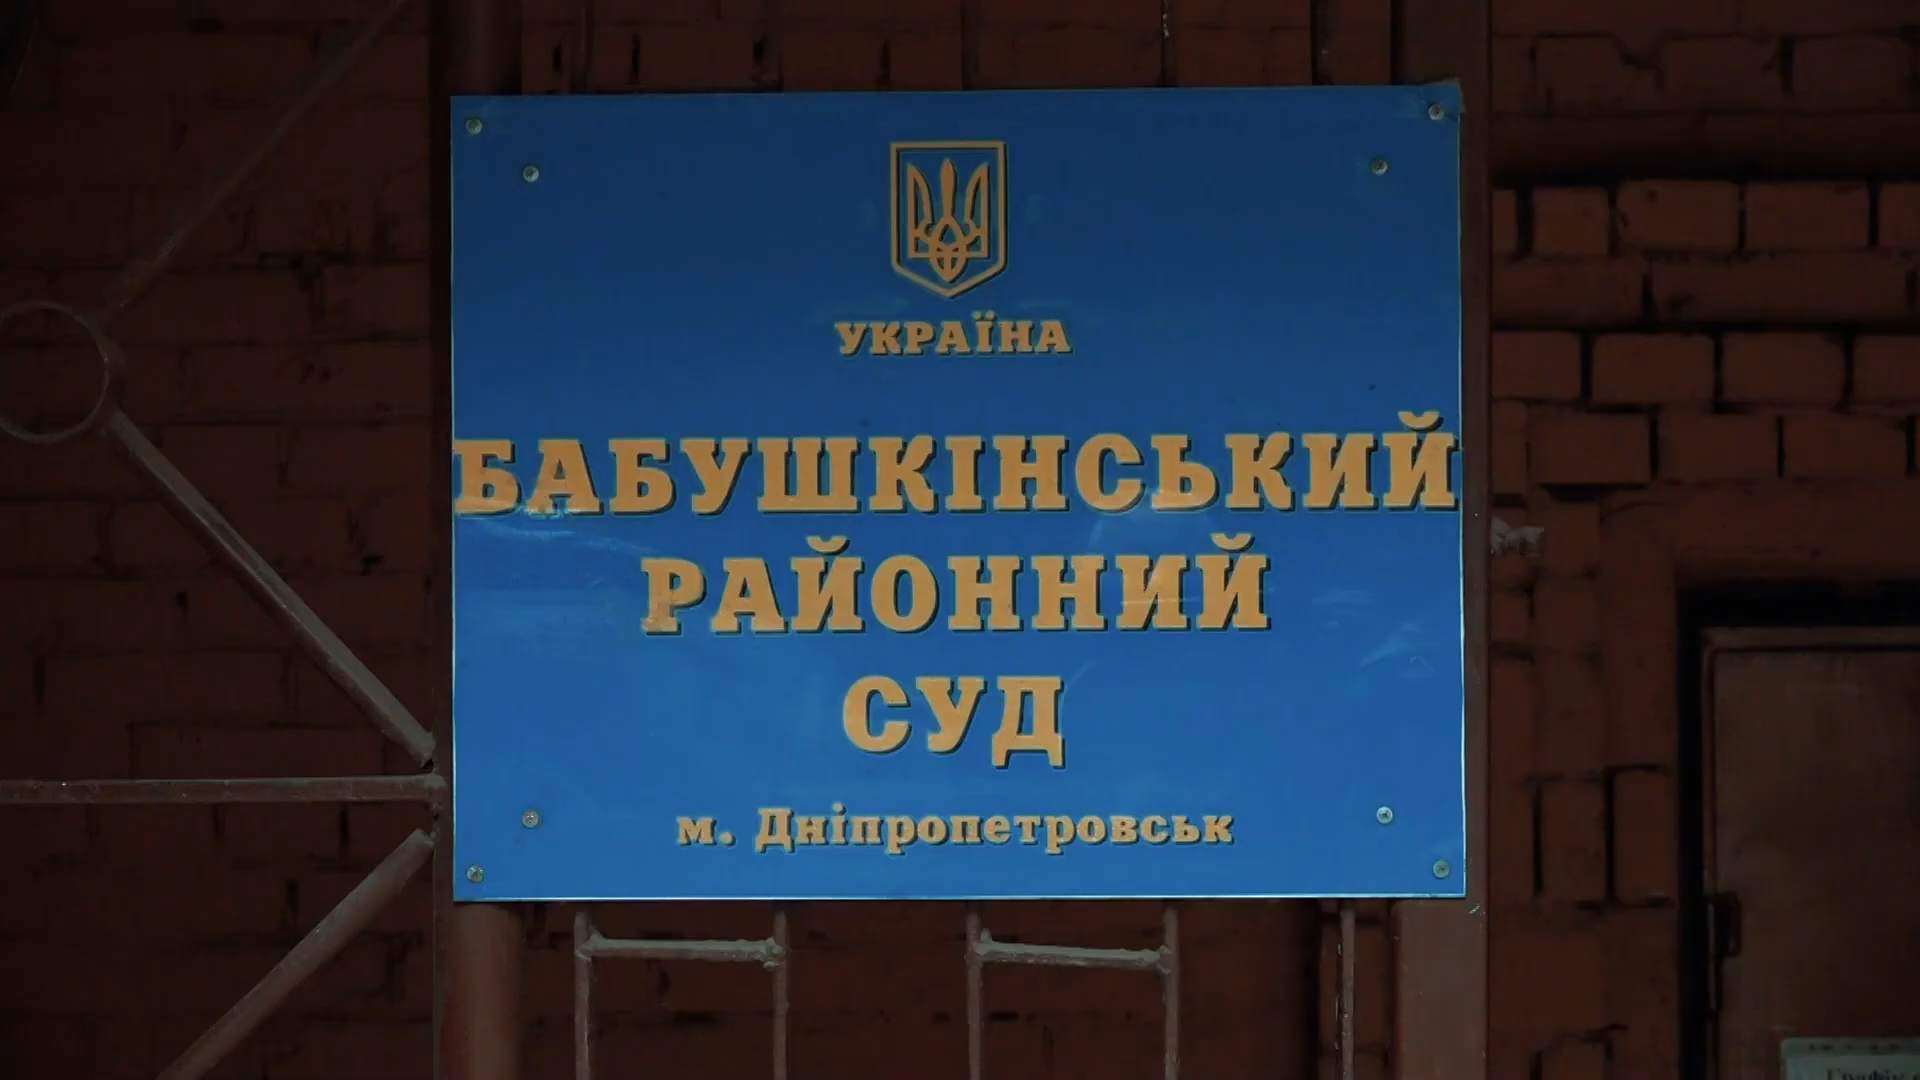 УКРАЇНА
БАБУШКІНСЬКИЙ
РАЙОННИЙ
СУД
м. Дніпропетровськ